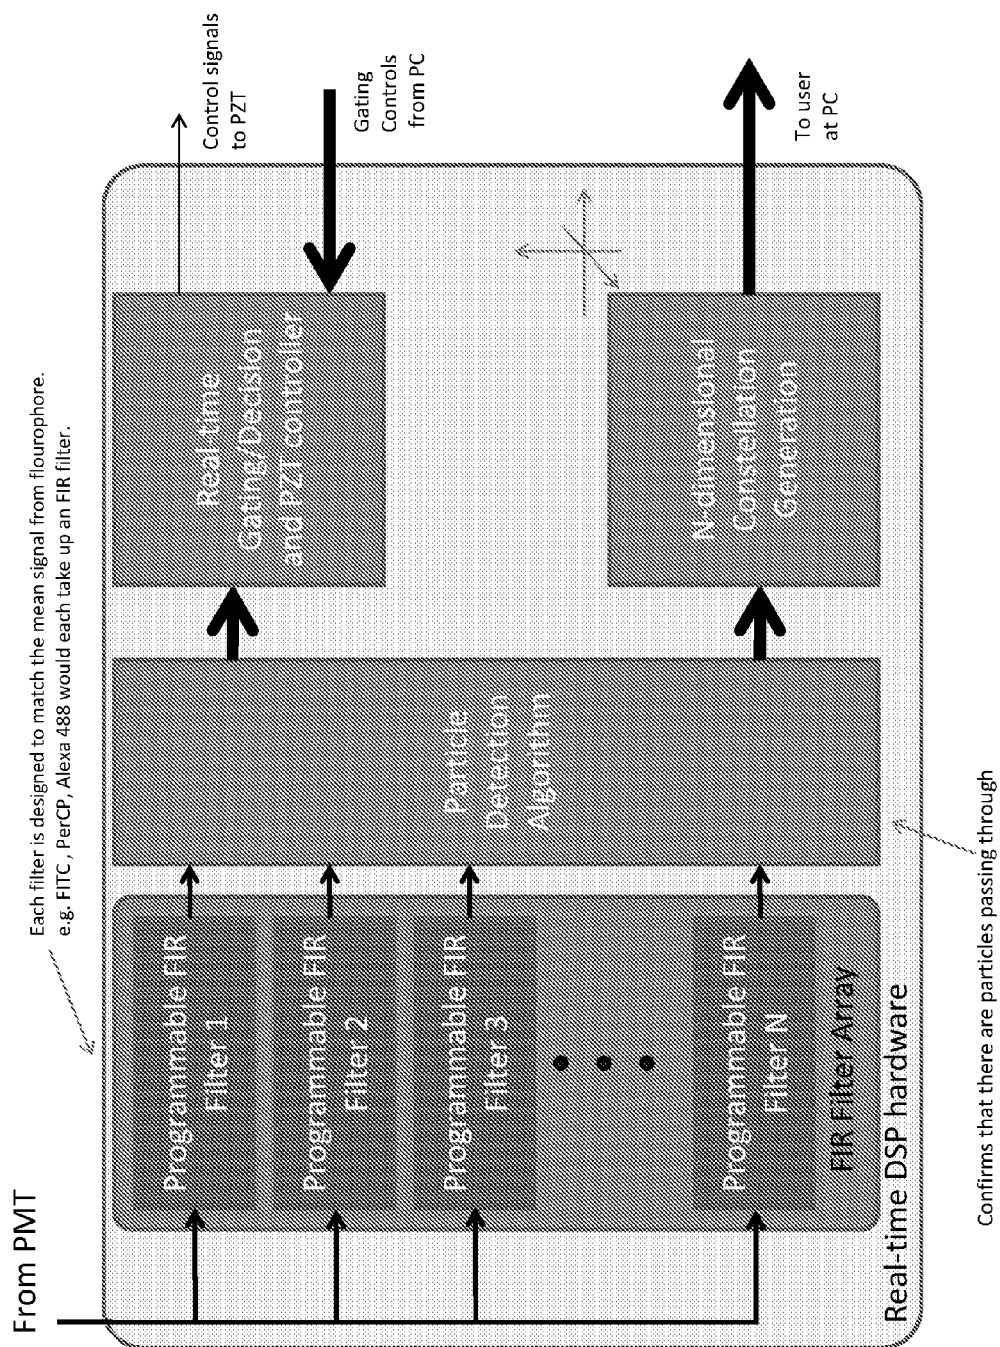 From PMT
Each filter is designed to match the mean signal from flourophore.
e.g. FITC, PerCP, Alexa 488 would each take up an FIR filter.
Programmable FIR
Filter 1
Programmable FIR
Filter 2
Programmable FIR
Filter 3
Programmable FIR
Filter N
FIR Filter Array
Real-time DSP hardware
Particle
Detection
Algorithm
Confirms that there are particles passing through
Real-time
Gating/Decision
and PZT controller
N-dimensional
Constellation
Generation
Control signals
to PZT
Gating
Controls
from PC
To user
at PC